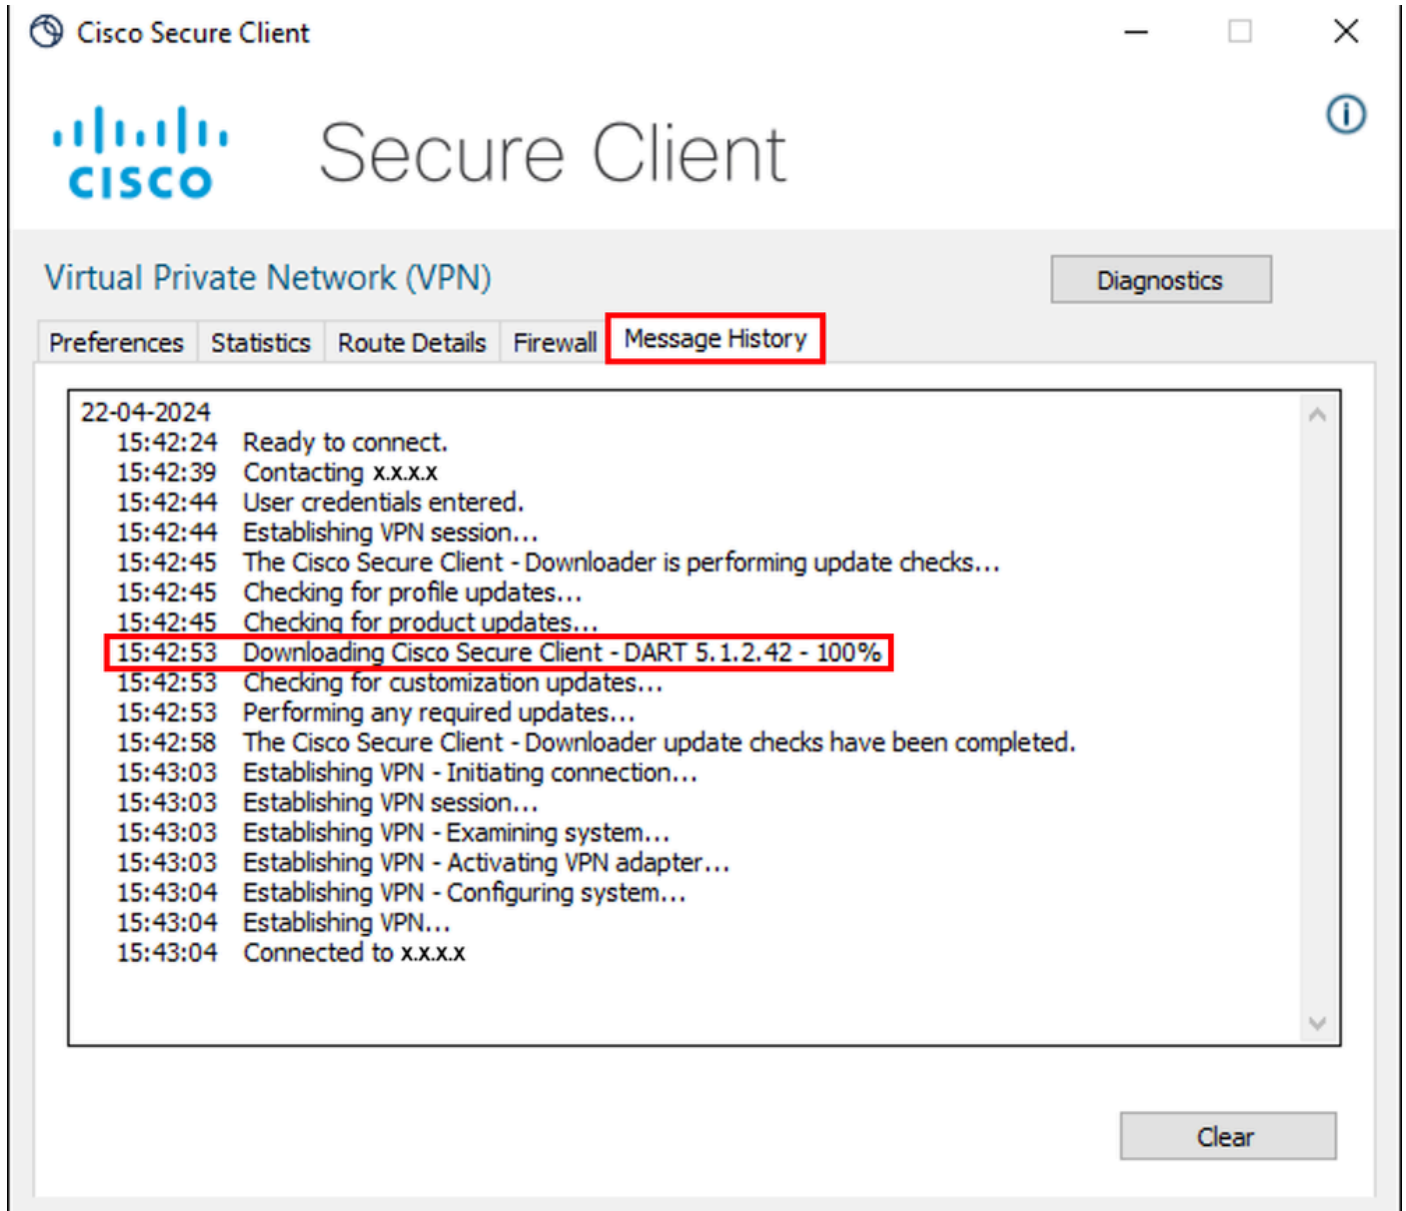 Cisco Secure Client
CISCO
Secure Client
Virtual Private Network (VPN)
Diagnostics
Preferences Statistics Route Details Firewall Message History
22-04-2024
15:42:24 Ready to connect.
15:42:39 Contacting x.x.x.x
15:42:44 User credentials entered.
15:42:44 Establishing VPN session...
15:42:45 The Cisco Secure Client - Downloader is performing update checks...
15:42:45 Checking for profile updates...
15:42:45 Checking for product updates...
15:42:53 Downloading Cisco Secure Client - DART 5.1.2.42 - 100%
15:42:53 Checking for customization updates...
15:42:53 Performing any required updates...
15:42:58 The Cisco Secure Client - Downloader update checks have been completed.
15:43:03 Establishing VPN - Initiating connection...
15:43:03 Establishing VPN session...
15:43:03 Establishing VPN - Examining system...
15:43:03 Establishing VPN - Activating VPN adapter...
15:43:04 Establishing VPN - Configuring system...
15:43:04 Establishing VPN...
15:43:04 Connected to x.x.x.x
Clear